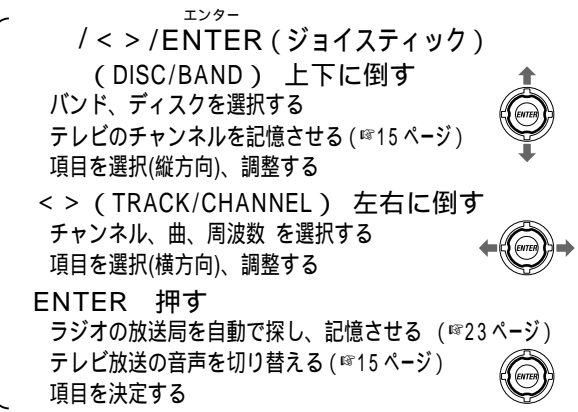 エンター
/ < > /ENTER (ジョイスティック)
(DISC/BAND) 上下に倒す
バンド、ディスクを選択する
テレビのチャンネルを記憶させる (☞15 ページ)
項目を選択(縦方向)、調整する
ENTER
< > (TRACK/CHANNEL) 左右に倒す
チャンネル、曲、周波数 を選択する
項目を選択(横方向)、調整する
ENTER
ENTER 押す
ラジオの放送局を自動で探し、記憶させる (☞23 ページ)
テレビ放送の音声を切り替える (☞15 ページ)
項目を決定する
ENTER